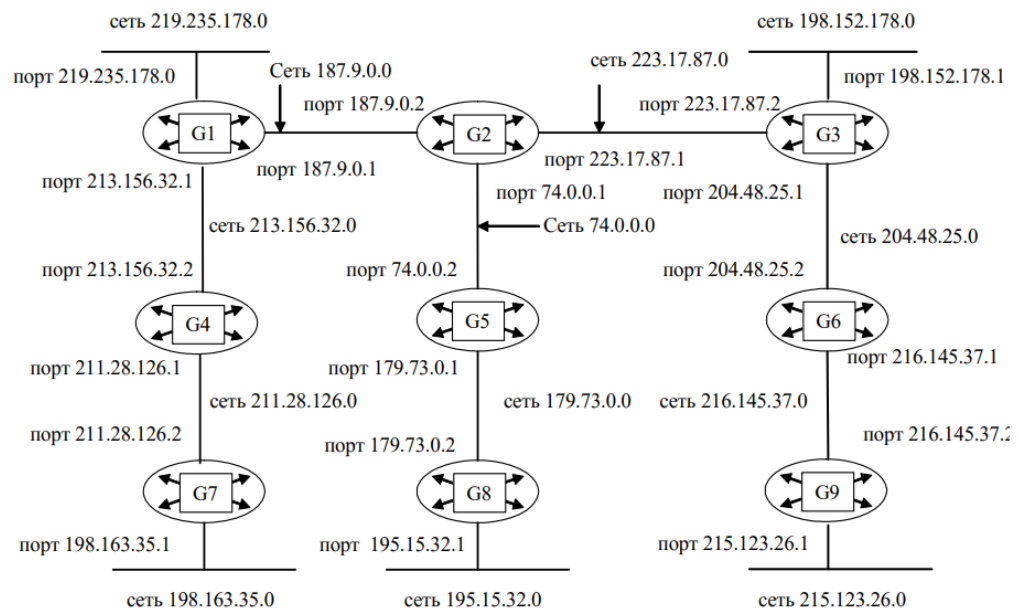 сеть 219.235.178.0
сеть 198.152.178.0
порт 219.235.178.0
Сеть 187.9.0.0
сеть 223.17.87.0
порт 198.152.178.1
порт 187.9.0.2
порт 223.17.87.2
G1
G2
G3
порт 187.9.0.1
порт 223.17.87.1
порт 213.156.32.1
порт 74.0.0.1
порт 204.48.25.1
сеть 213.156.32.0
Сеть 74.0.0.0
сеть 204.48.25.0
порт 213.156.32.2
порт 74.0.0.2
порт 204.48.25.2
G4
G5
G6
порт 211.28.126.1
порт 179.73.0.1
порт 216.145.37.1
сеть 211.28.126.0
сеть 179.73.0.0
сеть 216.145.37.0
порт 211.28.126.2
порт 179.73.0.2
порт 216.145.37.2
G7
G8
G9
порт 198.163.35.1
порт 195.15.32.1
порт 215.123.26.1
сеть 198.163.35.0
сеть 195.15.32.0
сеть 215.123.26.0